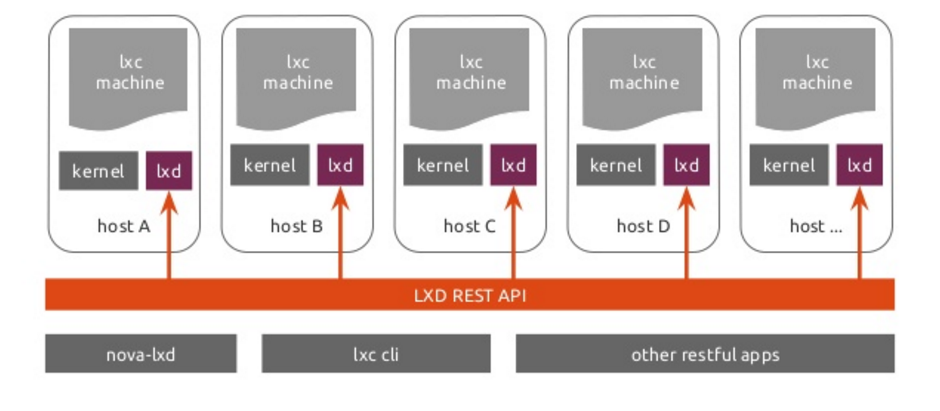 lxc
machine
lxc
machine
lxc
machine
lxc
machine
lxc
machine
kernel lxd
kernel lxd
kernel lxd
kernel lxd
kernel lxd
host A
host B
host C
host D
host ...
LXD REST API
nova-lxd
lxc cli
other restful apps